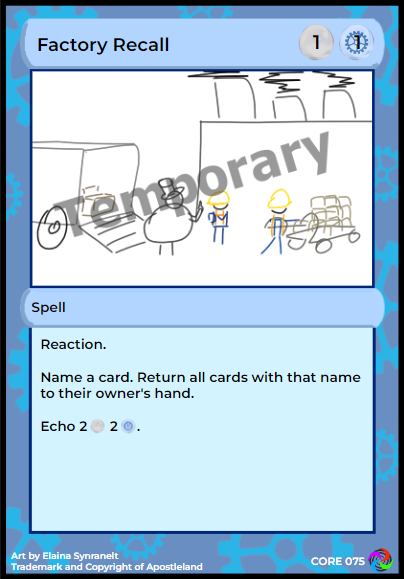 Factory Recall 1 1
Temporary
Spell
Reaction.
Name a card. Return all cards with that name
to their owner's hand.
Echo 2 2 .
Art by Elaina Synranelt
Trademark and Copyright of Apostleland
CORE 075